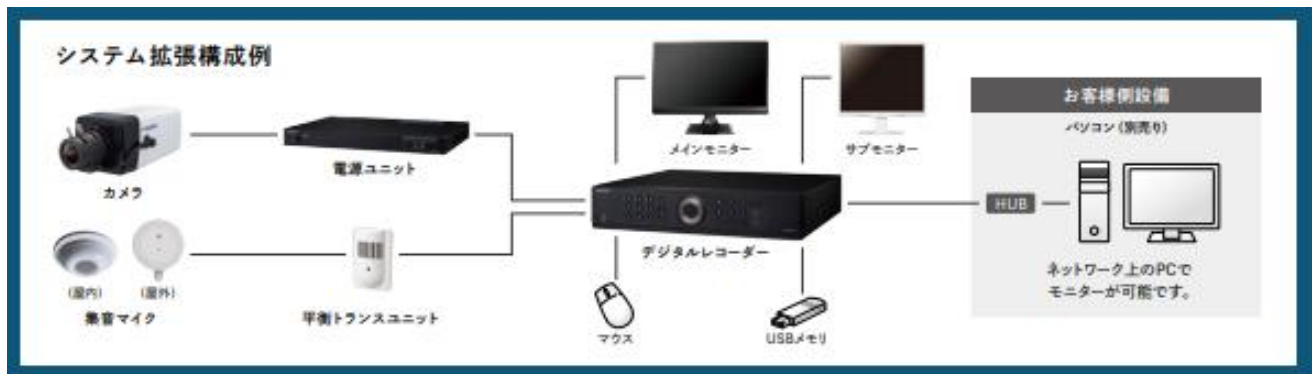 システム拡張構成例
カメラ
電源ユニット
(屋内)
(屋外)
集音マイク
平衡トランスユニット
メインモニター
サブモニター
デジタルレコーダー
マウス
USBメモリ
お客様側設備
パソコン(別売り)
HUB
ネットワーク上のPCで
モニターが可能です。